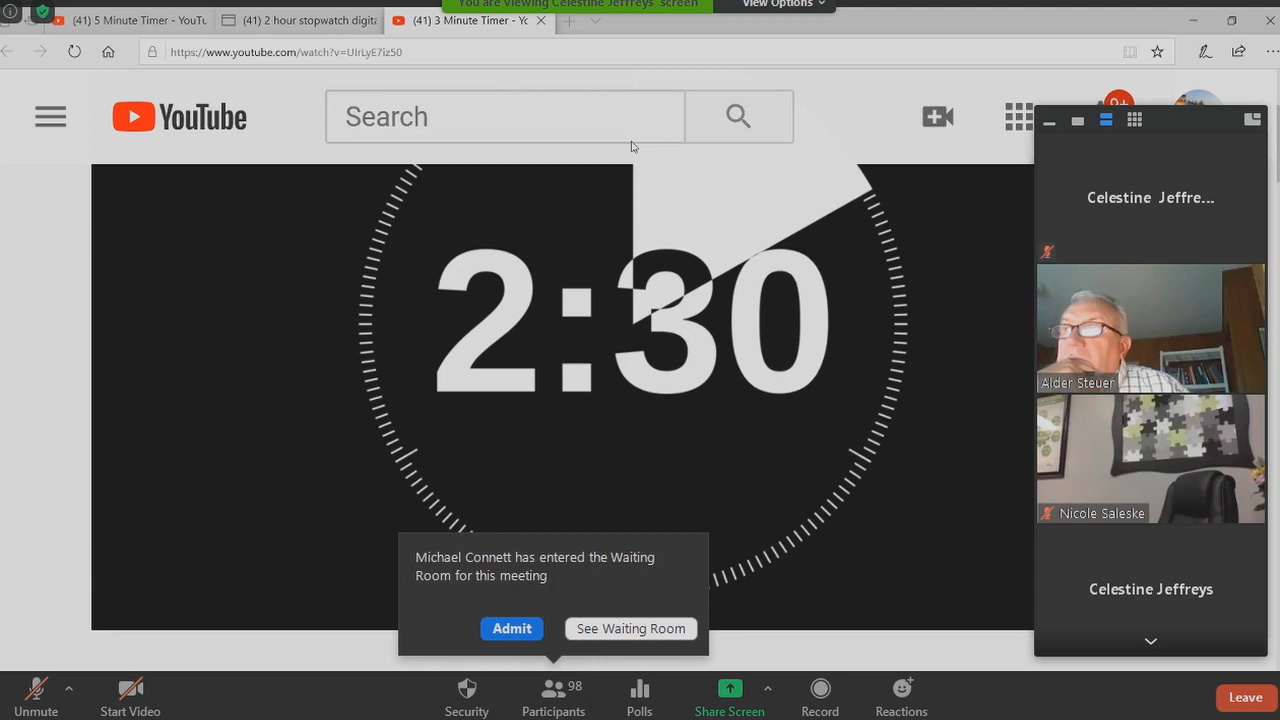 You are viewing Celestine Jeffreys' screen
View Options
(41) 5 Minute Timer - YouTu
(41) 2 hour stopwatch digita
(41) 3 Minute Timer - Yo
https://www.youtube.com/watch?v=UIrLyE7iz50
YouTube
Search
9+
2:30
Celestine Jeffre...
Alder Steuer
Nicole Saleske
Celestine Jeffreys
Michael Connett has entered the Waiting
Room for this meeting
Admit
See Waiting Room
98
Unmute
Start Video
Security
Participants
Polls
Share Screen
Record
Reactions
Leave